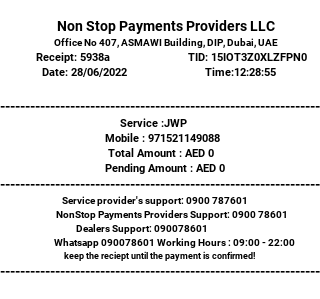 Non Stop Payments Providers LLC
Office No 407, ASMAWI Building, DIP, Dubai, UAE
Receipt: 5938a TID: 15IOT3Z0XLZFPN0
Date: 28/06/2022 Time:12:28:55
Service :JWP
Mobile : 971521149088
Total Amount : AED 0
Pending Amount : AED 0
Service provider's support: 0900 787601
NonStop Payments Providers Support: 0900 78601
Dealers Support: 090078601
Whatsapp 090078601 Working Hours : 09:00 - 22:00
keep the reciept until the payment is confirmed!